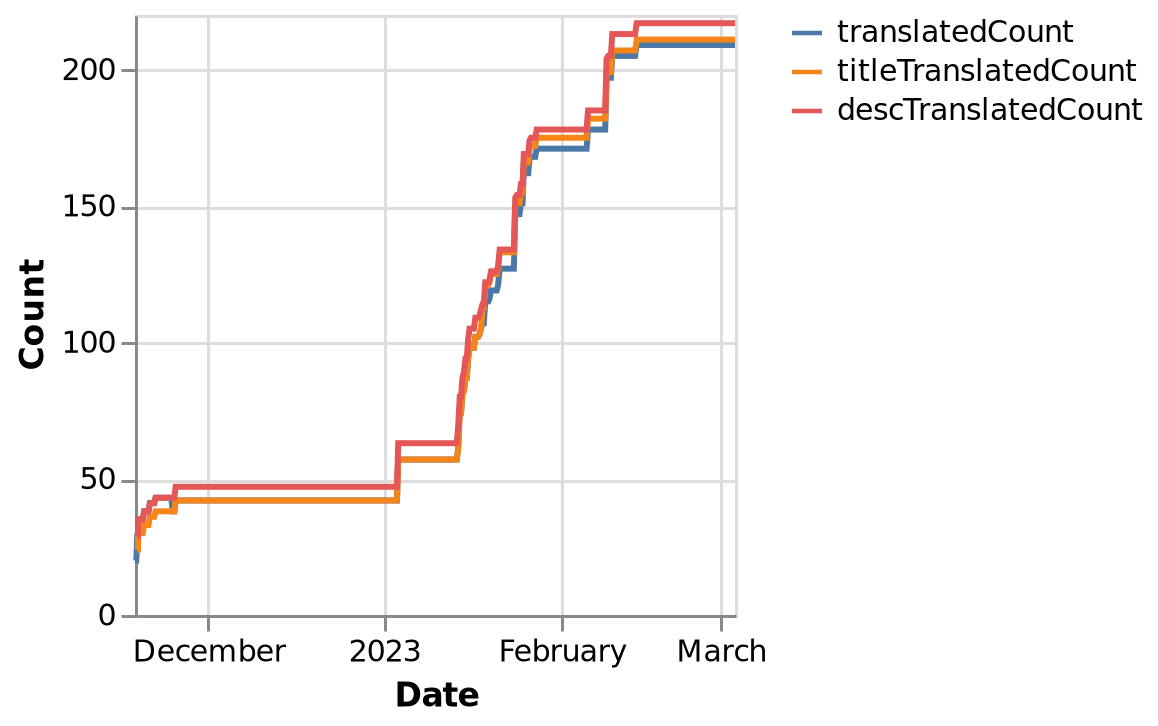 translatedCount
titleTranslatedCount
descTranslatedCount
200
150
100
50
0
Count
December 2023 February March
Date